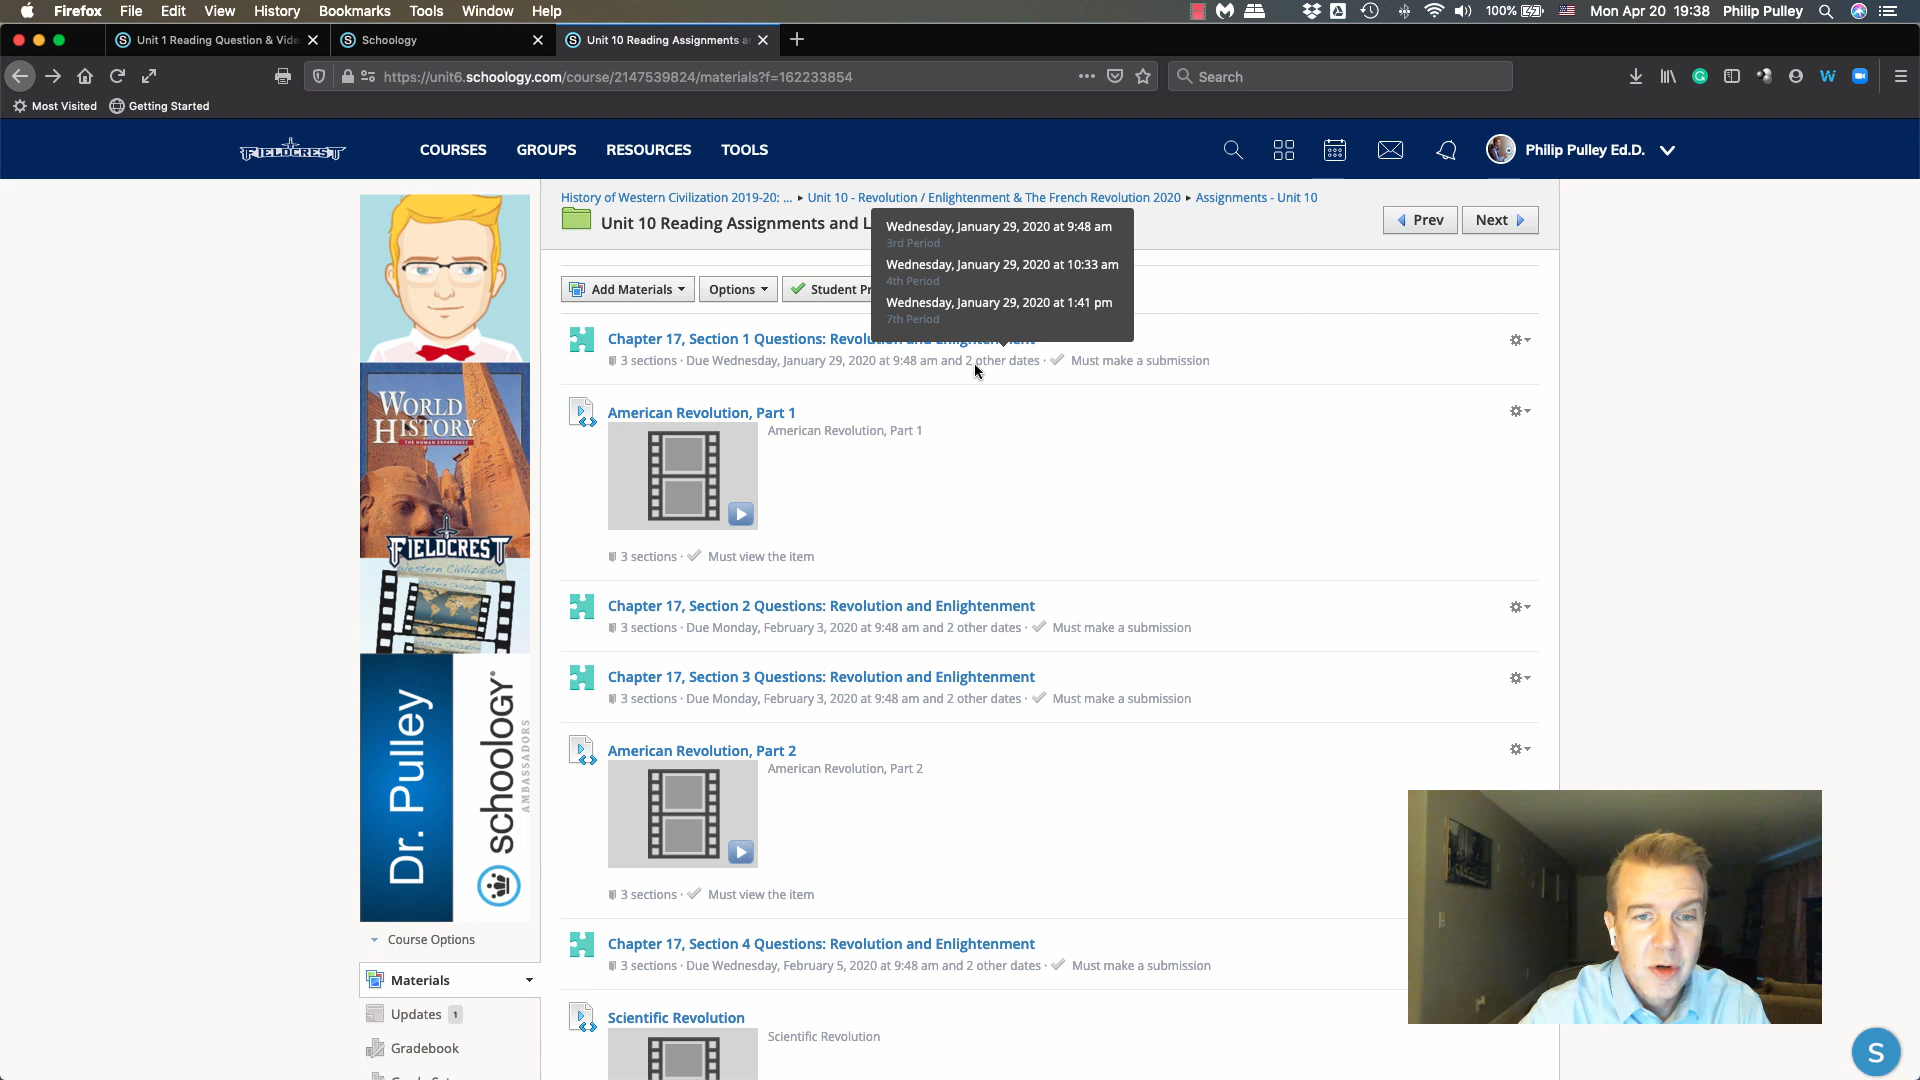 Firefox File Edit View History Bookmarks Tools Window Help
100% Mon Apr 20 19:38 Philip Pulley
Unit 1 Reading Question & Vide
Schoology
Unit 10 Reading Assignments a
https://unit6.schoology.com/course/2147539824/materials?f=162233854
Search
Most Visited Getting Started
FIELDCREST
COURSES GROUPS RESOURCES TOOLS
Philip Pulley Ed.D.
History of Western Civilization 2019-20: ... Unit 10 - Revolution / Enlightenment & The French Revolution 2020 Assignments - Unit 10
Unit 10 Reading Assignments and L
Prev Next
Wednesday, January 29, 2020 at 9:48 am
3rd Period
Wednesday, January 29, 2020 at 10:33 am
4th Period
Wednesday, January 29, 2020 at 1:41 pm
7th Period
Add Materials Options Student Pr
Chapter 17, Section 1 Questions: Revolution and Enlightenment
3 sections · Due Wednesday, January 29, 2020 at 9:48 am and 2 other dates · Must make a submission
American Revolution, Part 1
American Revolution, Part 1
3 sections · Must view the item
Chapter 17, Section 2 Questions: Revolution and Enlightenment
3 sections · Due Monday, February 3, 2020 at 9:48 am and 2 other dates · Must make a submission
Chapter 17, Section 3 Questions: Revolution and Enlightenment
3 sections · Due Monday, February 3, 2020 at 9:48 am and 2 other dates · Must make a submission
American Revolution, Part 2
American Revolution, Part 2
3 sections · Must view the item
Chapter 17, Section 4 Questions: Revolution and Enlightenment
3 sections · Due Wednesday, February 5, 2020 at 9:48 am and 2 other dates · Must make a submission
Scientific Revolution
Scientific Revolution
WORLD
HISTORY
THE HUMAN EXPERIENCE
FIELDCREST
Western Civilization
Dr. Pulley
schoology
AMBASSADORS
Course Options
Materials
Updates 1
Gradebook
S